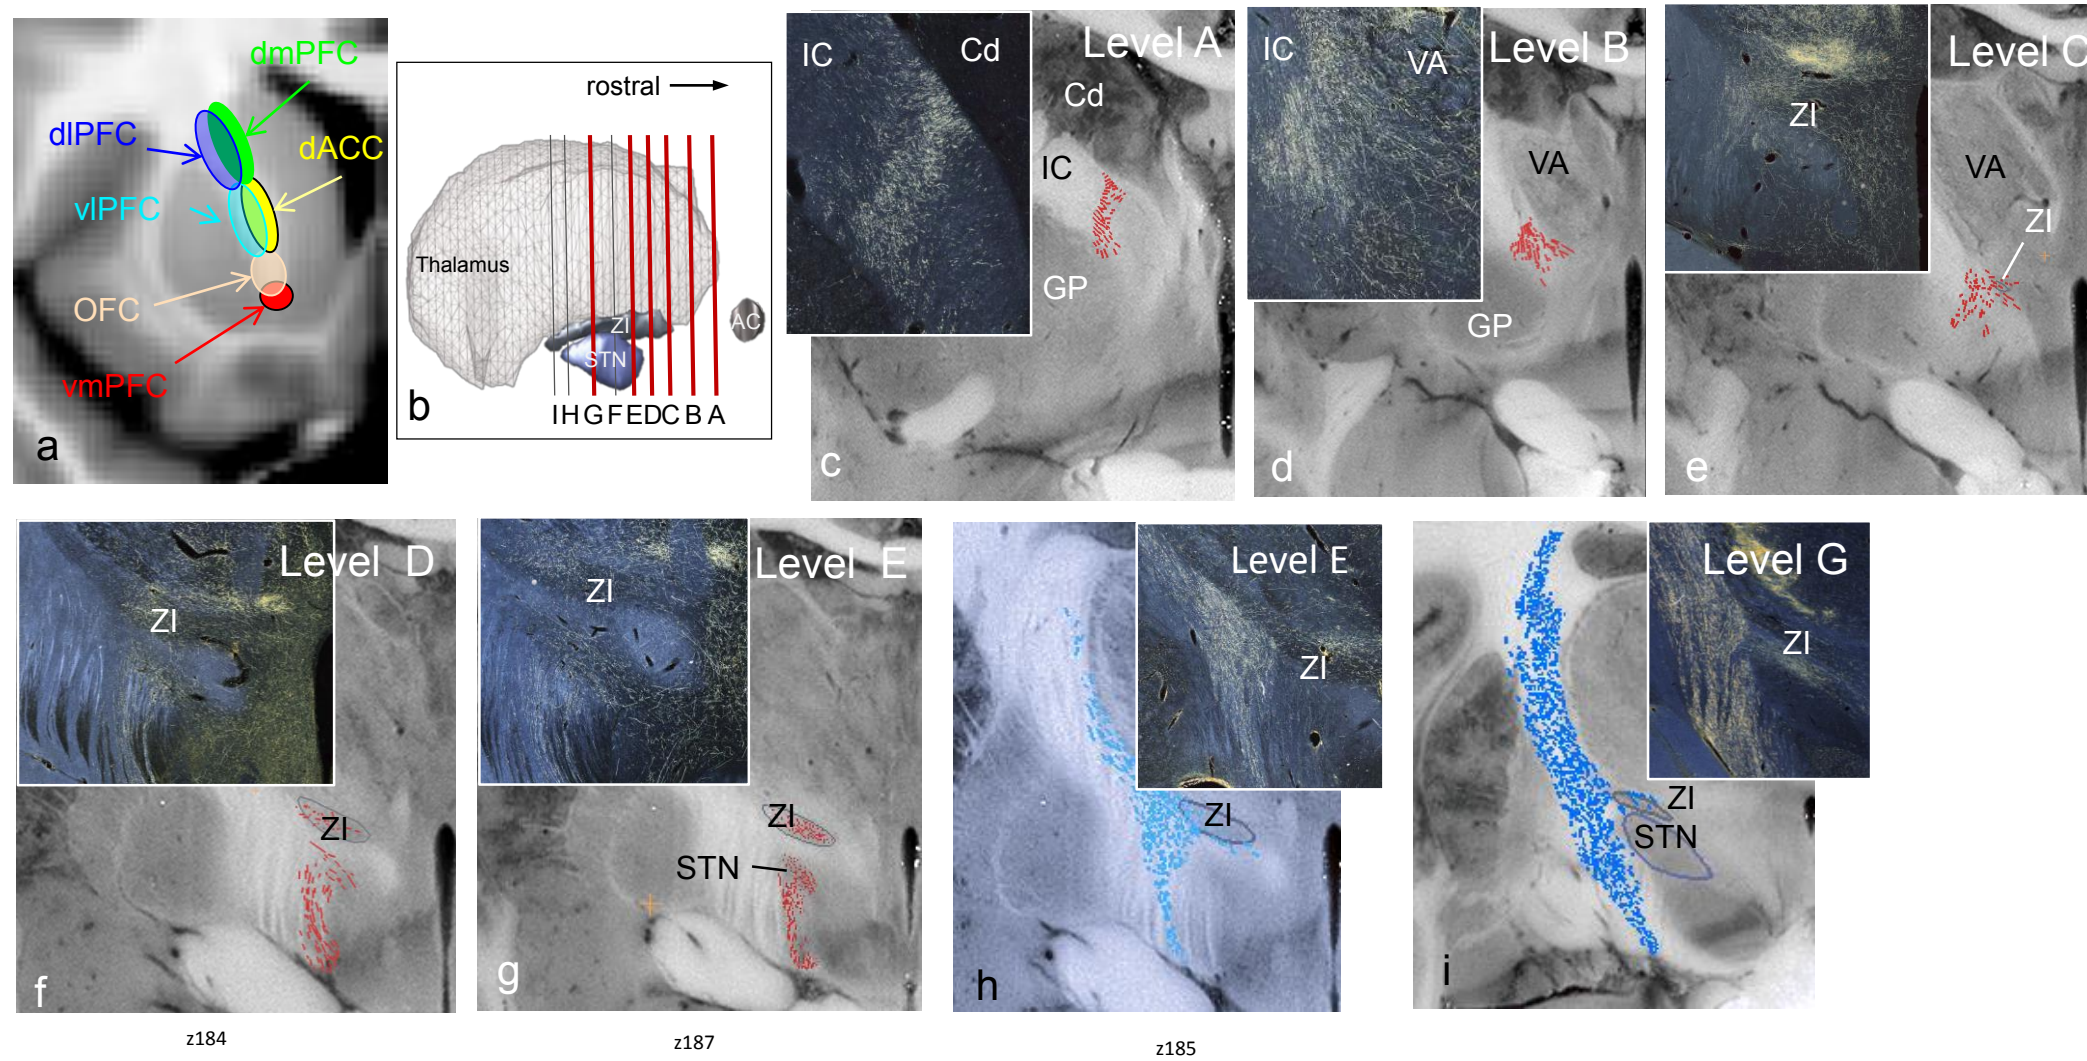 dmPFC
dlPFC
dACC
vlPFC
OFC
vmPFC
a
rostral
Thalamus
ZI
STN
AC
I H G F E D C B A
b
IC
Cd
Level A
Cd
IC
GP
c
IC
VA
Level B
VA
GP
d
Level C
ZI
VA
ZI
e
Level D
ZI
ZI
f
z184
Level E
ZI
ZI
STN
g
z187
Level E
ZI
ZI
h
z185
Level G
ZI
ZI
STN
i